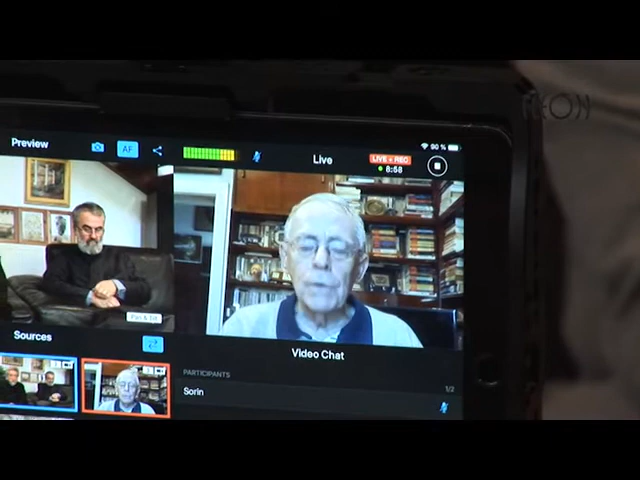 Preview
AF
Live
90 %
LIVE + REC
8:58
Pan & Tilt
Sources
Video Chat
PARTICIPANTS
1/2
Sorin